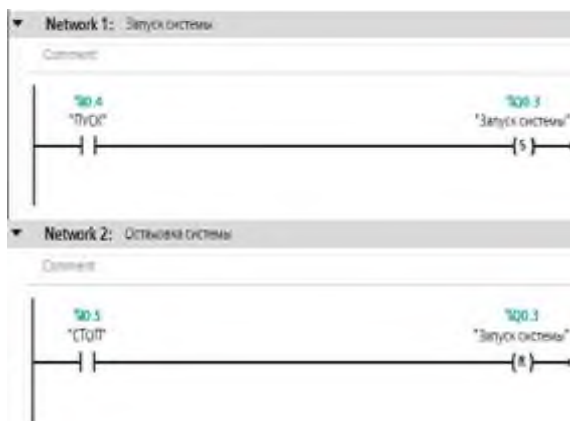 Network 1: Запуск системы
Comment
%I0.4
"ПУСК"
%Q0.3
"Запуск системы"
S
Network 2: Остановка системы
Comment
%I0.5
"СТОП"
%Q0.3
"Запуск системы"
R